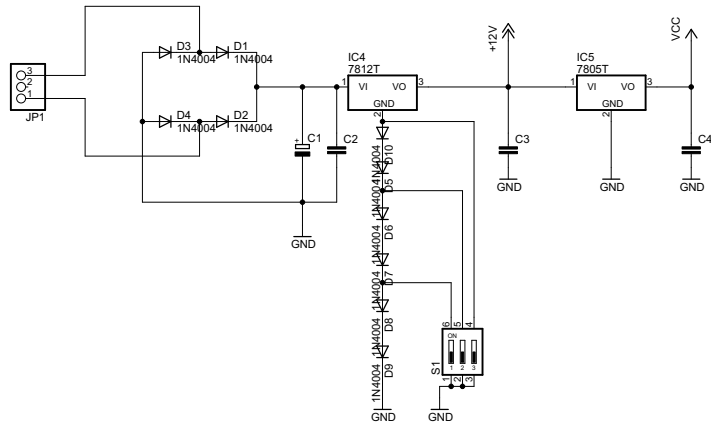 D3
1N4004
D1
1N4004
3
2
1
JP1
D4
1N4004
D2
1N4004
+
C1
C2
IC4
7812T
1
VI
VO
3
GND
2
+12V
IC5
7805T
1
VI
VO
3
GND
2
VCC
C3
GND
GND
C4
GND
GND
1N4004
D10
1N4004
D5
1N4004
D6
1N4004
D7
1N4004
D8
1N4004
D9
GND
6
5
4
ON
1
2
3
S1
1
2
3
GND